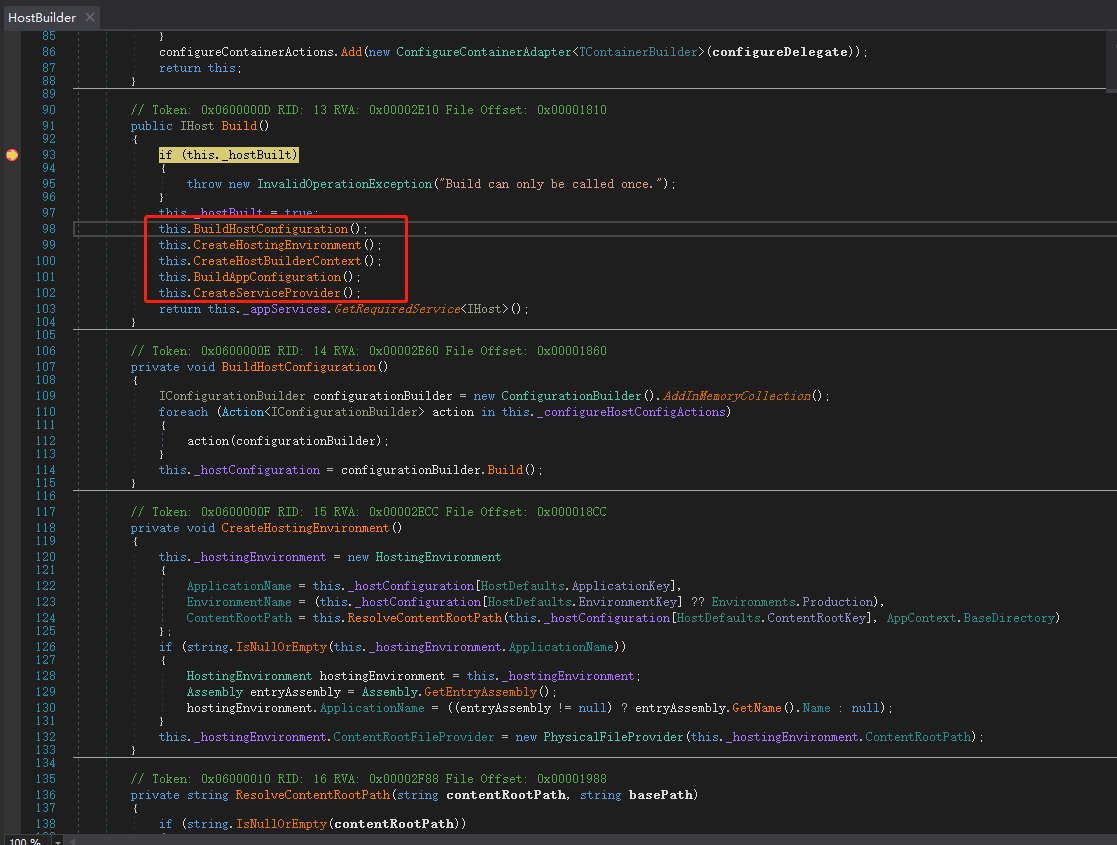 HostBuilder ×
85 }
86 configureContainerActions.Add(new ConfigureContainerAdapter<TContainerBuilder>(configureDelegate));
87 return this;
88 }
89
90 // Token: 0x0600000D RID: 13 RVA: 0x00002E10 File Offset: 0x00001810
91 public IHost Build()
92 {
93 if (this._hostBuilt)
94 {
95 throw new InvalidOperationException("Build can only be called once.");
96 }
97 this._hostBuilt = true;
98 this.BuildHostConfiguration();
99 this.CreateHostingEnvironment();
100 this.CreateHostBuilderContext();
101 this.BuildAppConfiguration();
102 this.CreateServiceProvider();
103 return this._appServices.GetRequiredService<IHost>();
104 }
105
106 // Token: 0x0600000E RID: 14 RVA: 0x00002E60 File Offset: 0x00001860
107 private void BuildHostConfiguration()
108 {
109 IConfigurationBuilder configurationBuilder = new ConfigurationBuilder().AddInMemoryCollection();
110 foreach (Action<IConfigurationBuilder> action in this._configureHostConfigActions)
111 {
112 action(configurationBuilder);
113 }
114 this._hostConfiguration = configurationBuilder.Build();
115 }
116
117 // Token: 0x0600000F RID: 15 RVA: 0x00002ECC File Offset: 0x000018CC
118 private void CreateHostingEnvironment()
119 {
120 this._hostingEnvironment = new HostingEnvironment
121 {
122 ApplicationName = this._hostConfiguration[HostDefaults.ApplicationKey],
123 EnvironmentName = (this._hostConfiguration[HostDefaults.EnvironmentKey] ?? Environments.Production),
124 ContentRootPath = this.ResolveContentRootPath(this._hostConfiguration[HostDefaults.ContentRootKey], AppContext.BaseDirectory)
125 };
126 if (string.IsNullOrEmpty(this._hostingEnvironment.ApplicationName))
127 {
128 HostingEnvironment hostingEnvironment = this._hostingEnvironment;
129 Assembly entryAssembly = Assembly.GetEntryAssembly();
130 hostingEnvironment.ApplicationName = ((entryAssembly != null) ? entryAssembly.GetName().Name : null);
131 }
132 this._hostingEnvironment.ContentRootFileProvider = new PhysicalFileProvider(this._hostingEnvironment.ContentRootPath);
133 }
134
135 // Token: 0x06000010 RID: 16 RVA: 0x00002F88 File Offset: 0x00001988
136 private string ResolveContentRootPath(string contentRootPath, string basePath)
137 {
138 if (string.IsNullOrEmpty(contentRootPath))
100 %